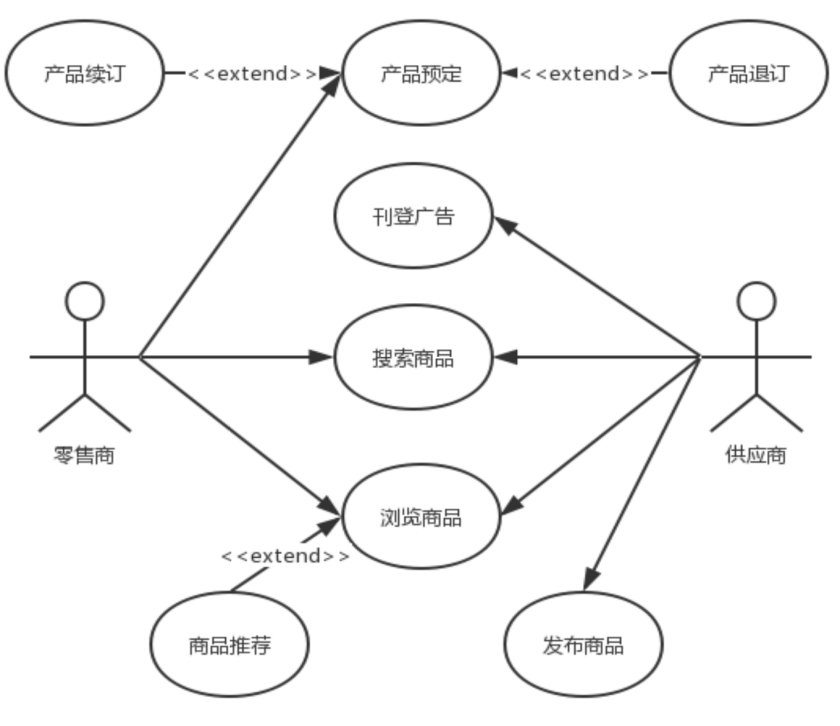 产品续订
<<extend>>
产品预定
<<extend>>
产品退订
刊登广告
搜索商品
零售商
供应商
浏览商品
<<extend>>
商品推荐
发布商品